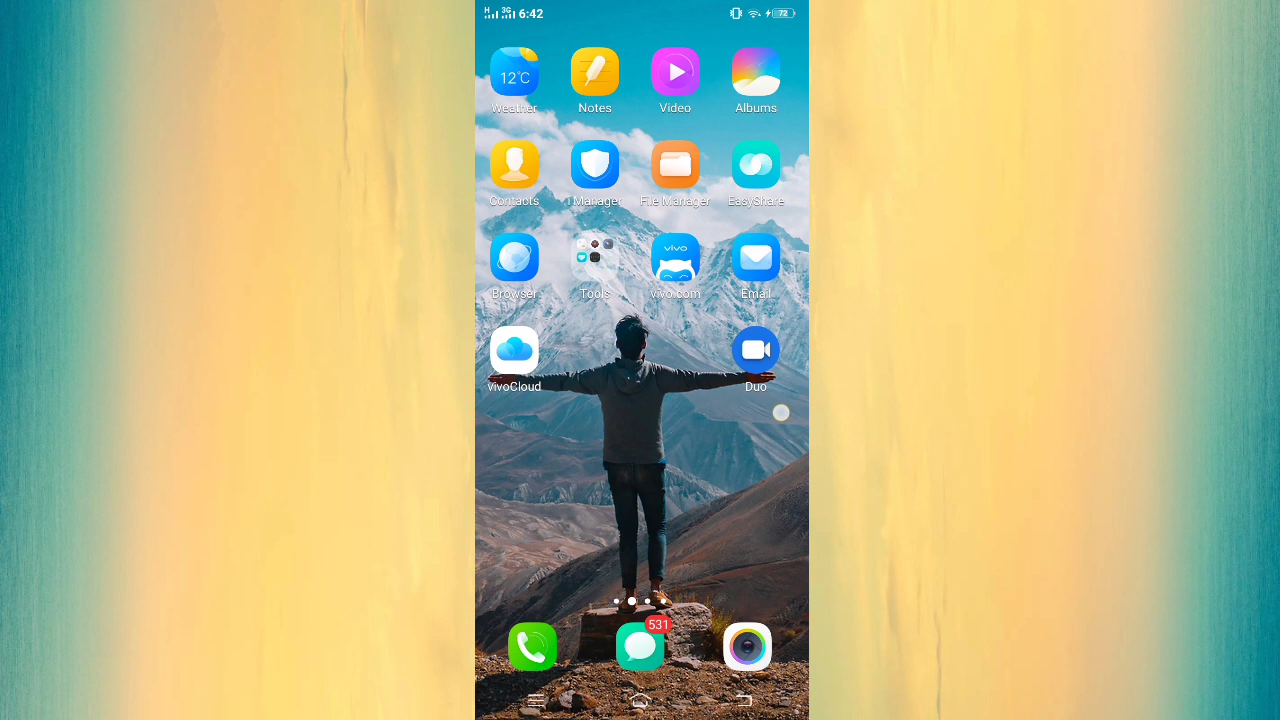 H 3G 6:42 72
12°C
Weather Notes Video Albums
Contacts i Manager File Manager EasyShare
vivo
Browser Tools vivo.com Email
vivoCloud Duo
531